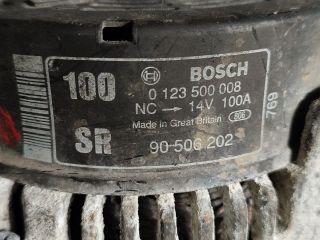 100 BOSCH
0 123 500 008
NC → 14V 100A
Made in Great Britain
SR 90 506 202
769